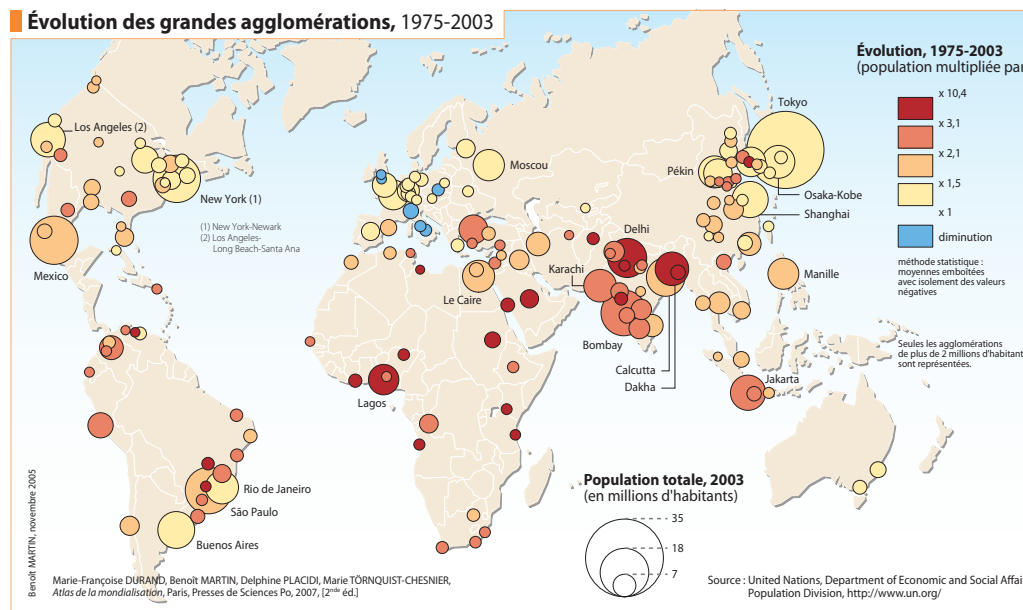 Évolution des grandes agglomérations, 1975-2003
Évolution, 1975-2003
(population multipliée par
x 10,4
x 3,1
x 2,1
x 1,5
x 1
diminution
méthode statistique :
moyennes emboîtées
avec isolement des valeurs
négatives
Seules les agglomérations
de plus de 2 millions d'habitant
sont représentées.
Los Angeles (2)
New York (1)
(1) New York-Newark
(2) Los Angeles-
Long Beach-Santa Ana
Mexico
Moscou
Tokyo
Pékin
Osaka-Kobe
Shanghai
Delhi
Karachi
Manille
Le Caire
Bombay
Calcutta
Dakha
Lagos
Jakarta
Rio de Janeiro
São Paulo
Buenos Aires
Population totale, 2003
(en millions d'habitants)
35
18
7
Benoît MARTIN, novembre 2005
Marie-Françoise DURAND, Benoît MARTIN, Delphine PLACIDI, Marie TÖRNQUIST-CHESNIER,
Atlas de la mondialisation, Paris, Presses de Sciences Po, 2007, [2nde éd.]
Source : United Nations, Department of Economic and Social Affai
Population Division, http://www.un.org/